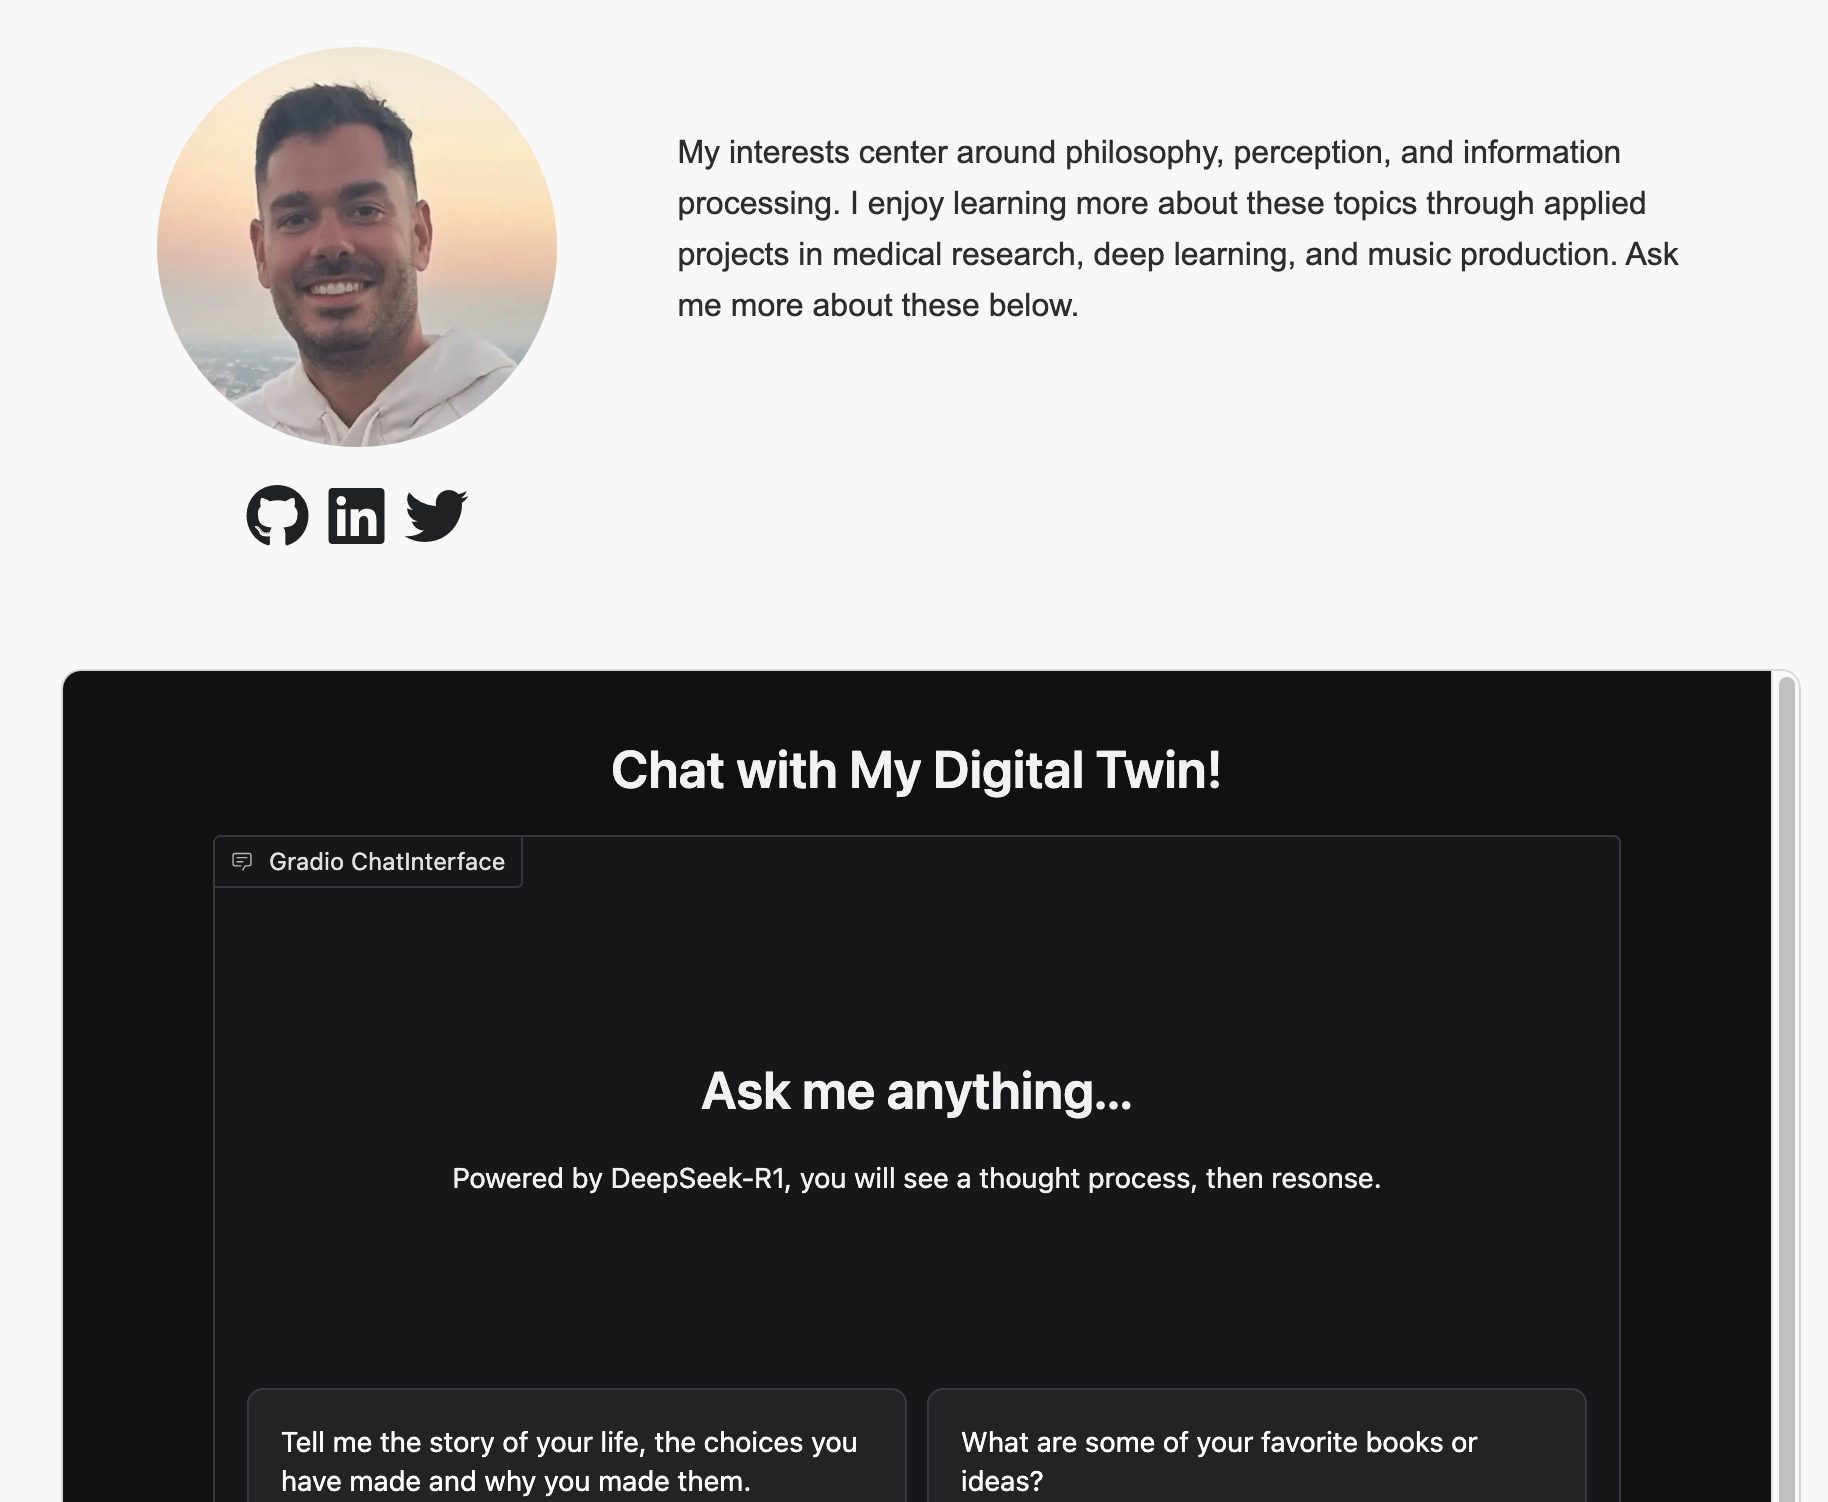 My interests center around philosophy, perception, and information
processing. I enjoy learning more about these topics through applied
projects in medical research, deep learning, and music production. Ask
me more about these below.
in
Chat with My Digital Twin!
Gradio ChatInterface
Ask me anything...
Powered by DeepSeek-R1, you will see a thought process, then resonse.
Tell me the story of your life, the choices you
have made and why you made them.
What are some of your favorite books or
ideas?